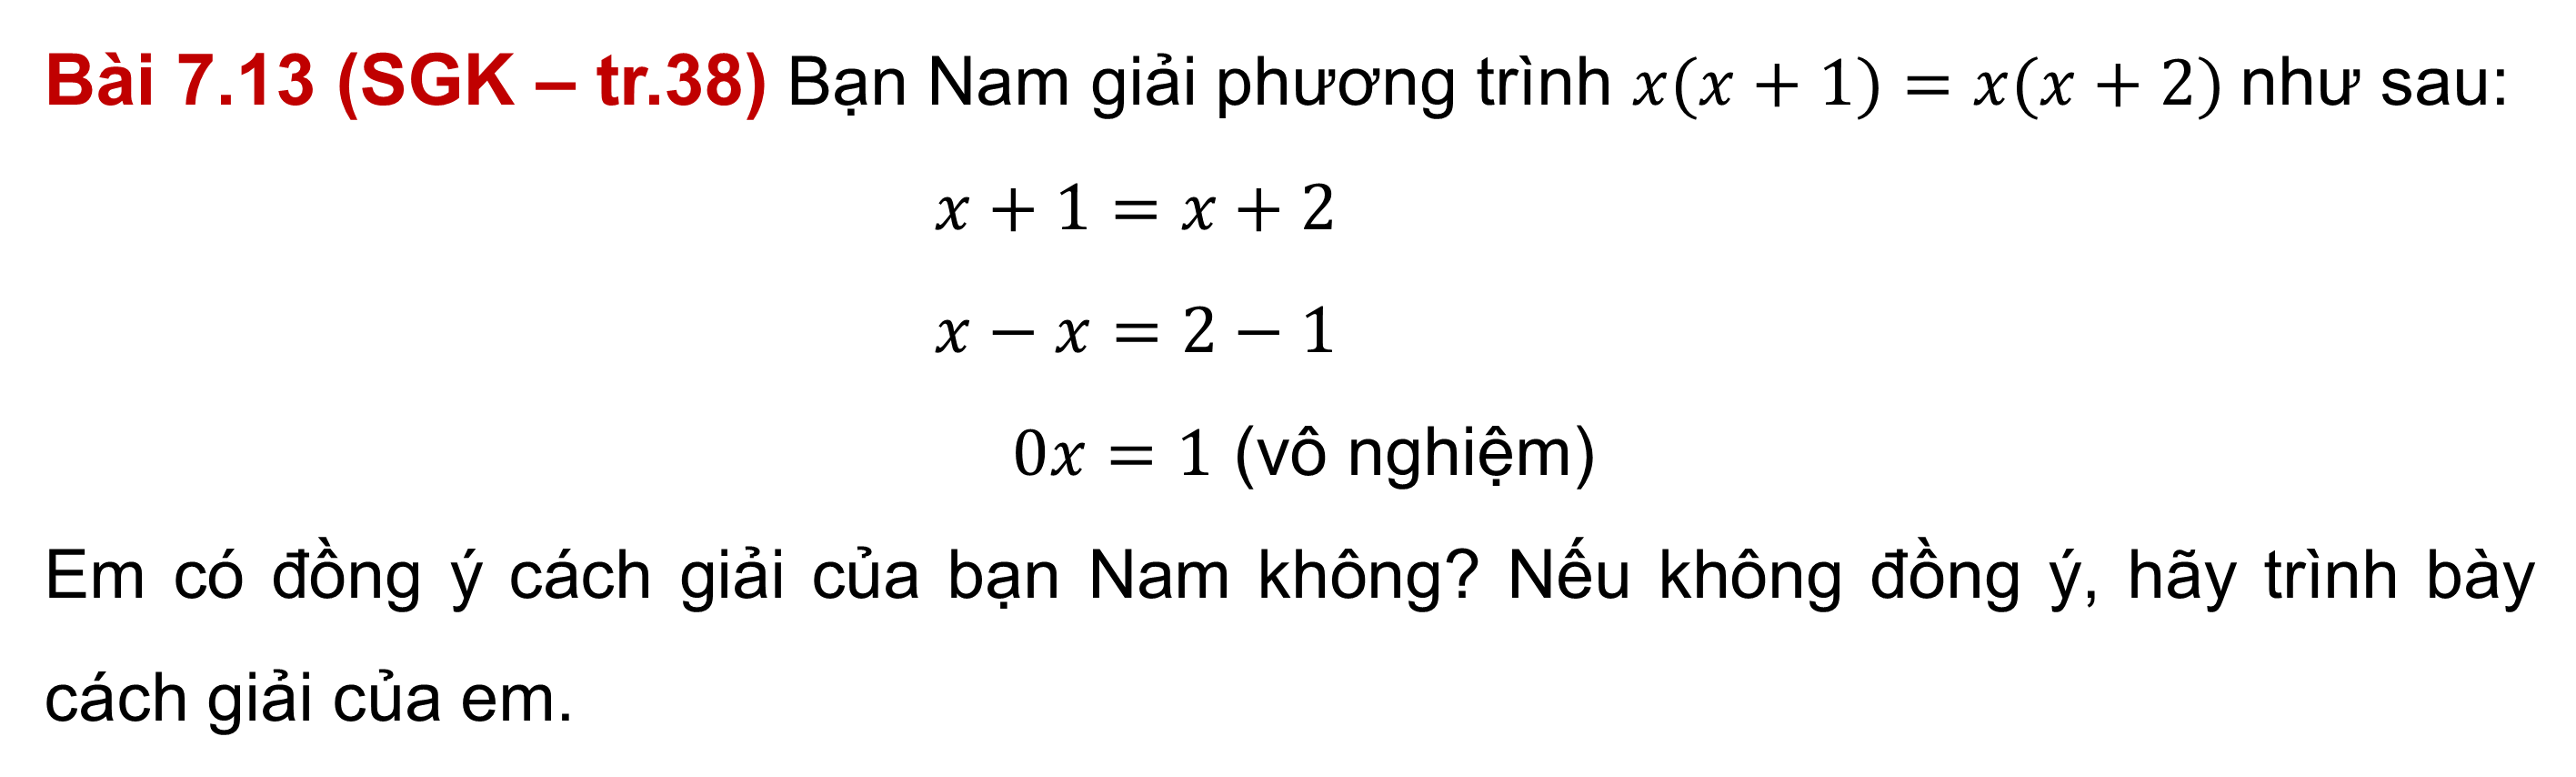 Bài 7.13 (SGK – tr.38) Bạn Nam giải phương trình x(x + 1) = x(x + 2) như sau:
x + 1 = x + 2
x − x = 2 − 1
0x = 1 (vô nghiệm)
Em có đồng ý cách giải của bạn Nam không? Nếu không đồng ý, hãy trình bày
cách giải của em.